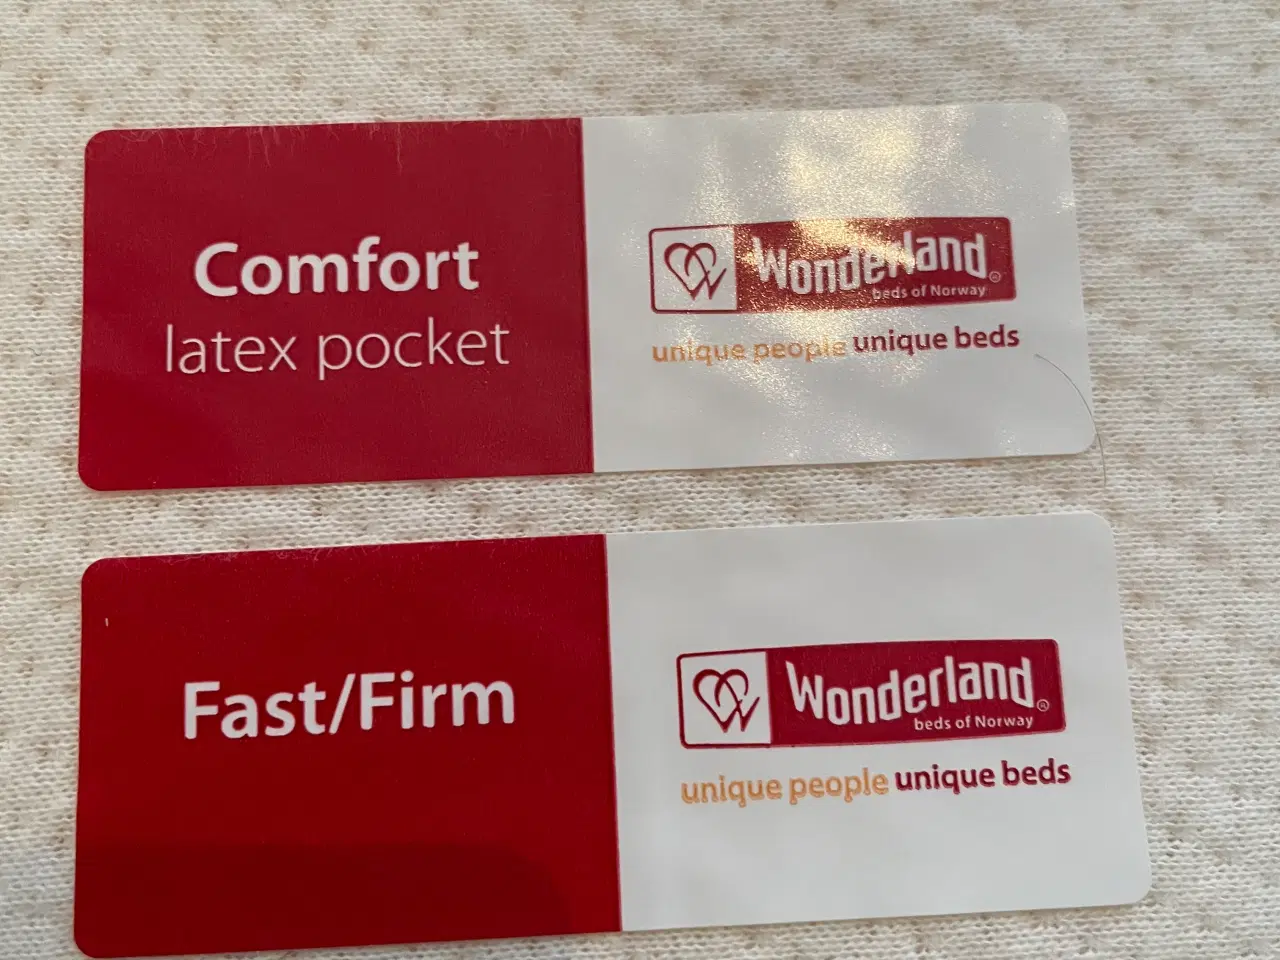 Comfort
latex pocket
Wonderland®
beds of Norway
unique people unique beds
Fast/Firm
Wonderland®
beds of Norway
unique people unique beds